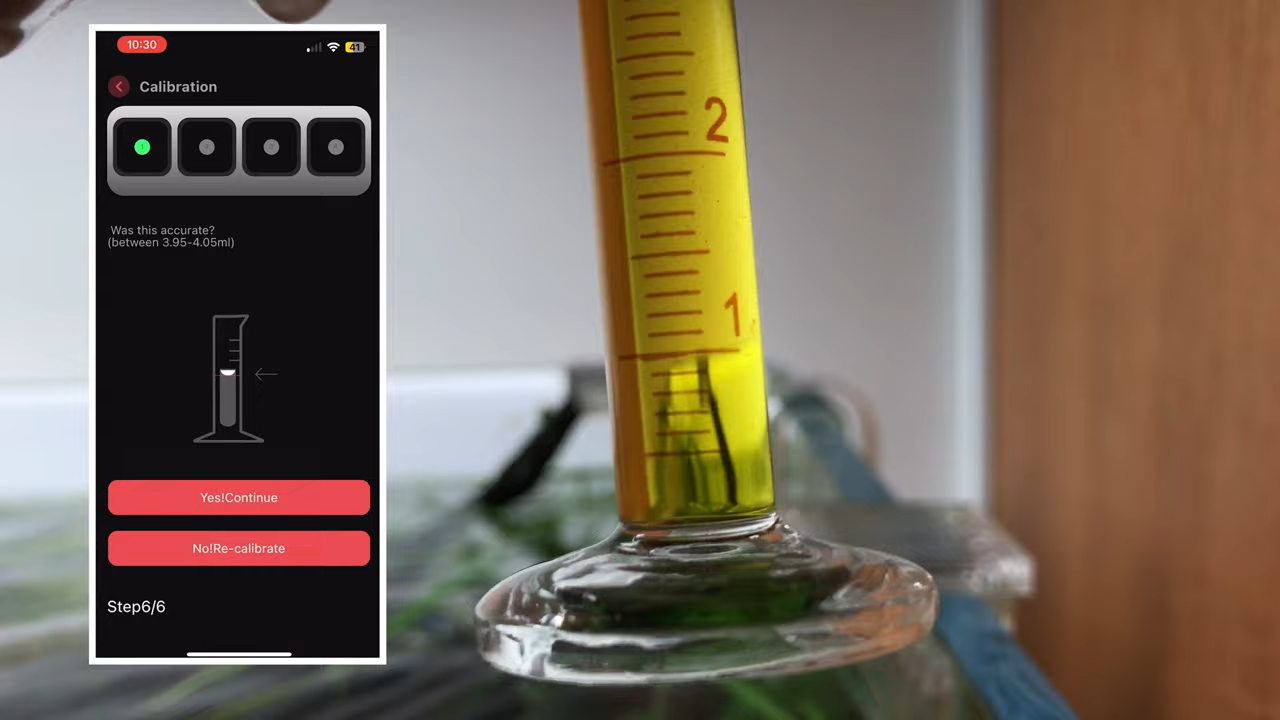 10:30
41
Calibration
1
Was this accurate?
(between 3.95-4.05ml)
Yes!Continue
No!Re-calibrate
Step6/6
2
1